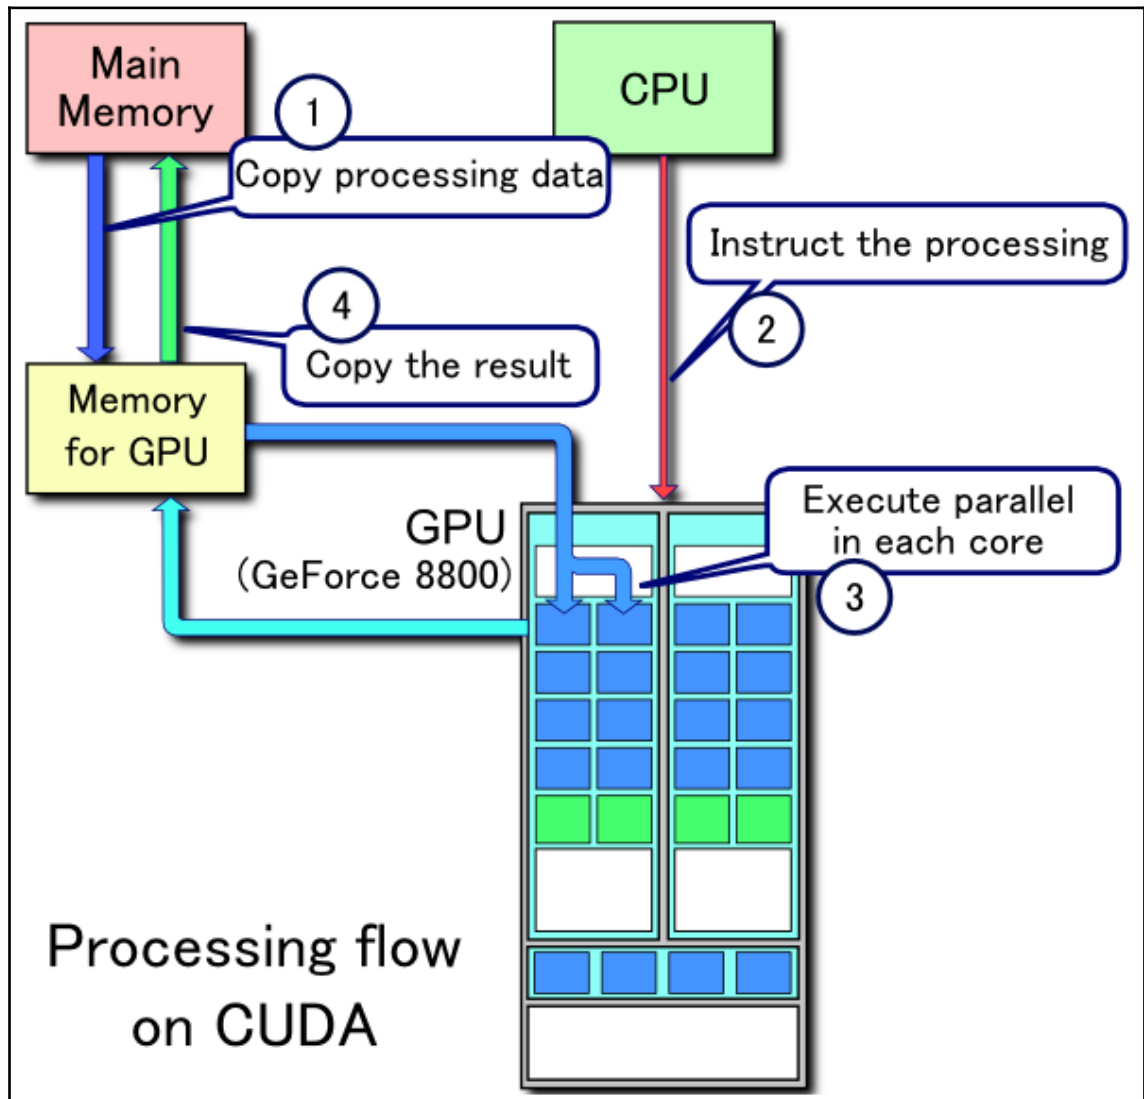 Main
Memory
CPU
1
Copy processing data
Instruct the processing
2
4
Copy the result
Memory
for GPU
GPU
(GeForce 8800)
Execute parallel
in each core
3
Processing flow
on CUDA